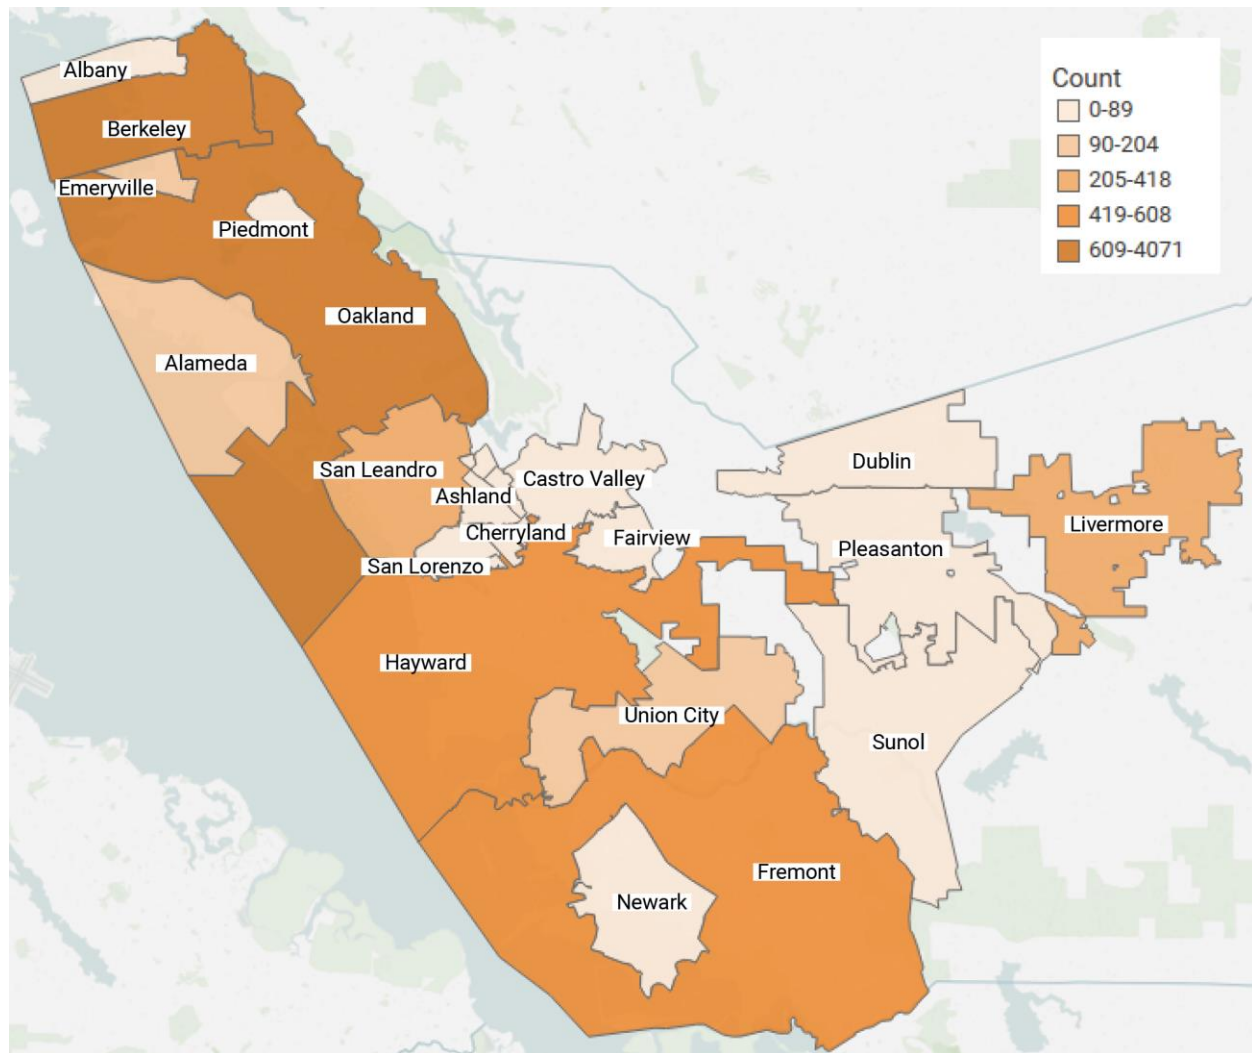 Count
0-89
90-204
205-418
419-608
609-4071
Albany
Berkeley
Emeryville
Piedmont
Oakland
Alameda
San Leandro
Ashland
Castro Valley
Dublin
Cherryland
Fairview
Livermore
Pleasanton
San Lorenzo
Hayward
Union City
Sunol
Fremont
Newark